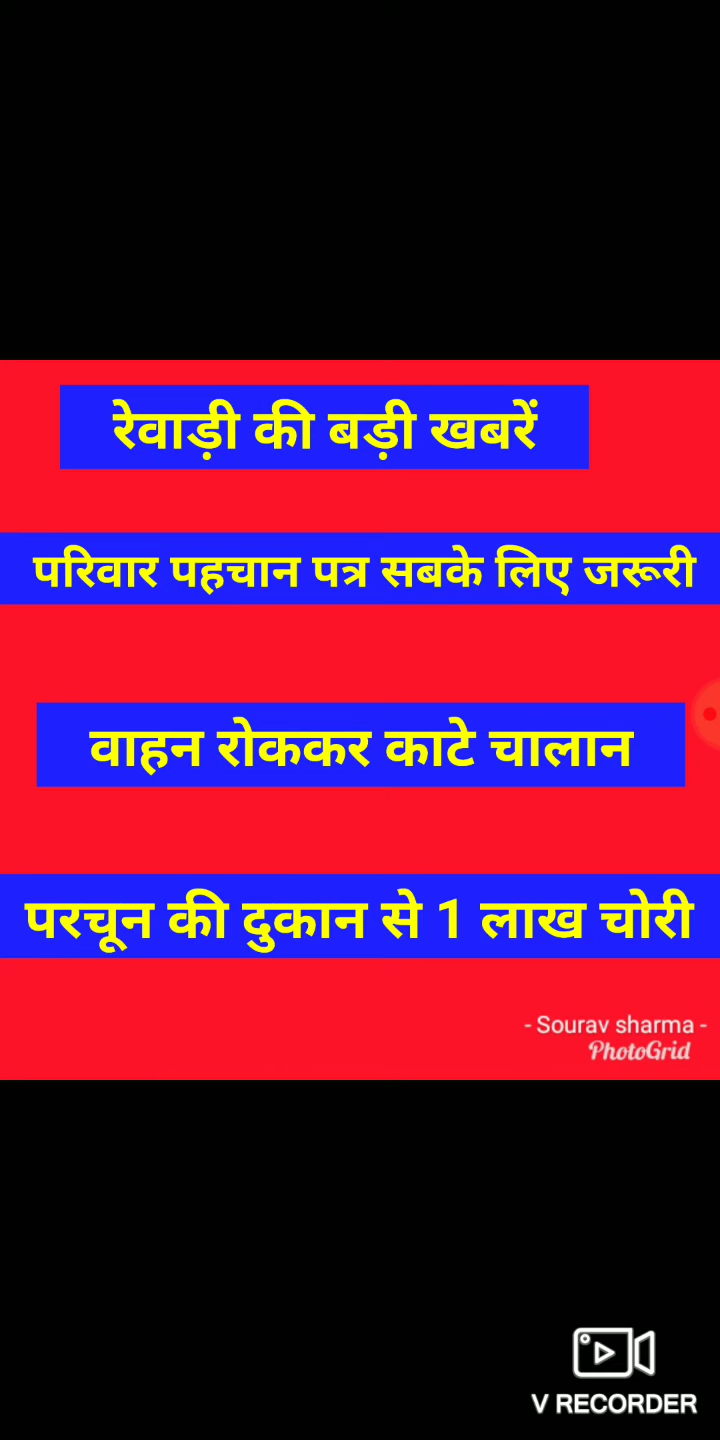 रेवाड़ी की बड़ी खबरें
परिवार पहचान पत्र सबके लिए जरूरी
वाहन रोककर काटे चालान
परचून की दुकान से 1 लाख चोरी
- Sourav sharma -
PhotoGrid
V RECORDER